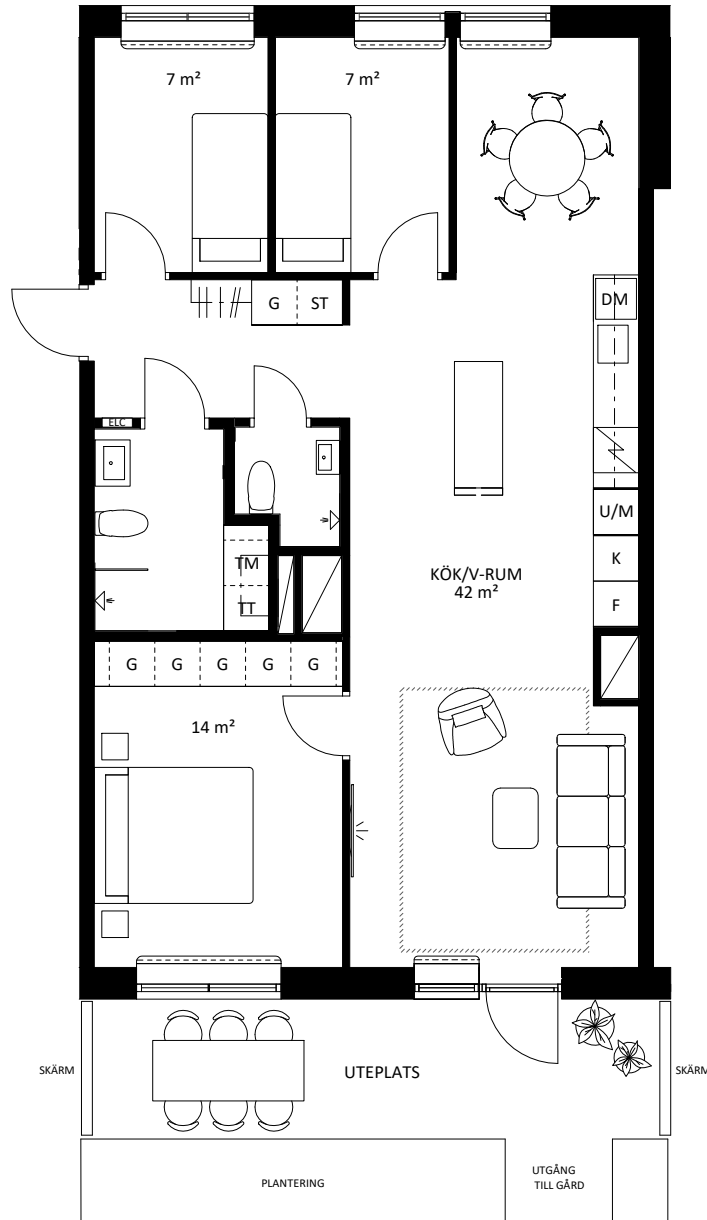 7 m²
7 m²
DM
G
ST
ELC
U/M
K
F
KÖK/V-RUM
42 m²
TM
TT
G
G
G
G
G
14 m²
SKÄRM
UTEPLATS
SKÄRM
PLANTERING
UTGÅNG
TILL GÅRD